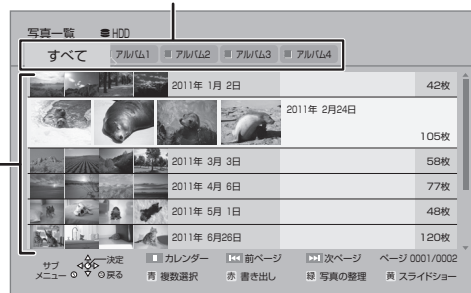 写真一覧 HDD
すべて アルバム1 アルバム2 アルバム3 アルバム4
2011年 1月 2日 42枚
2011年 2月24日
105枚
2011年 3月 3日 58枚
2011年 4月 6日 77枚
2011年 5月 1日 48枚
2011年 6月26日 120枚
サブメニュー 決定 戻る カレンダー 前ページ 次ページ ページ 0001/0002
青 複数選択 赤 書き出し 緑 写真の整理 黄 スライドショー